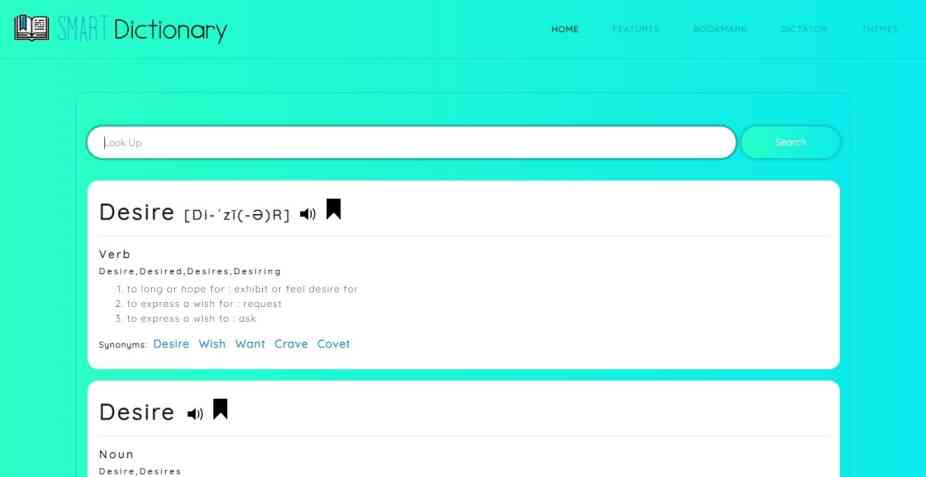 SMART Dictionary
HOME FEATURES BOOKMARK DICTATOR THEMES
Look Up
Search
Desire [Di-ˈzī(-Ə)R]
Verb
Desire,Desired,Desires,Desiring
1. to long or hope for : exhibit or feel desire for
2. to express a wish for : request
3. to express a wish to : ask
Synonyms: Desire Wish Want Crave Covet
Desire
Noun
Desire,Desires